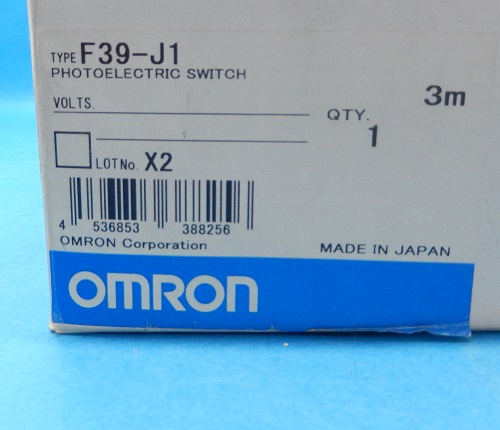 TYPE F39-J1
PHOTOELECTRIC SWITCH
3m
VOLTS.
QTY.
1
LOT No. X2
4 536853 388256
OMRON Corporation
MADE IN JAPAN
OMRON